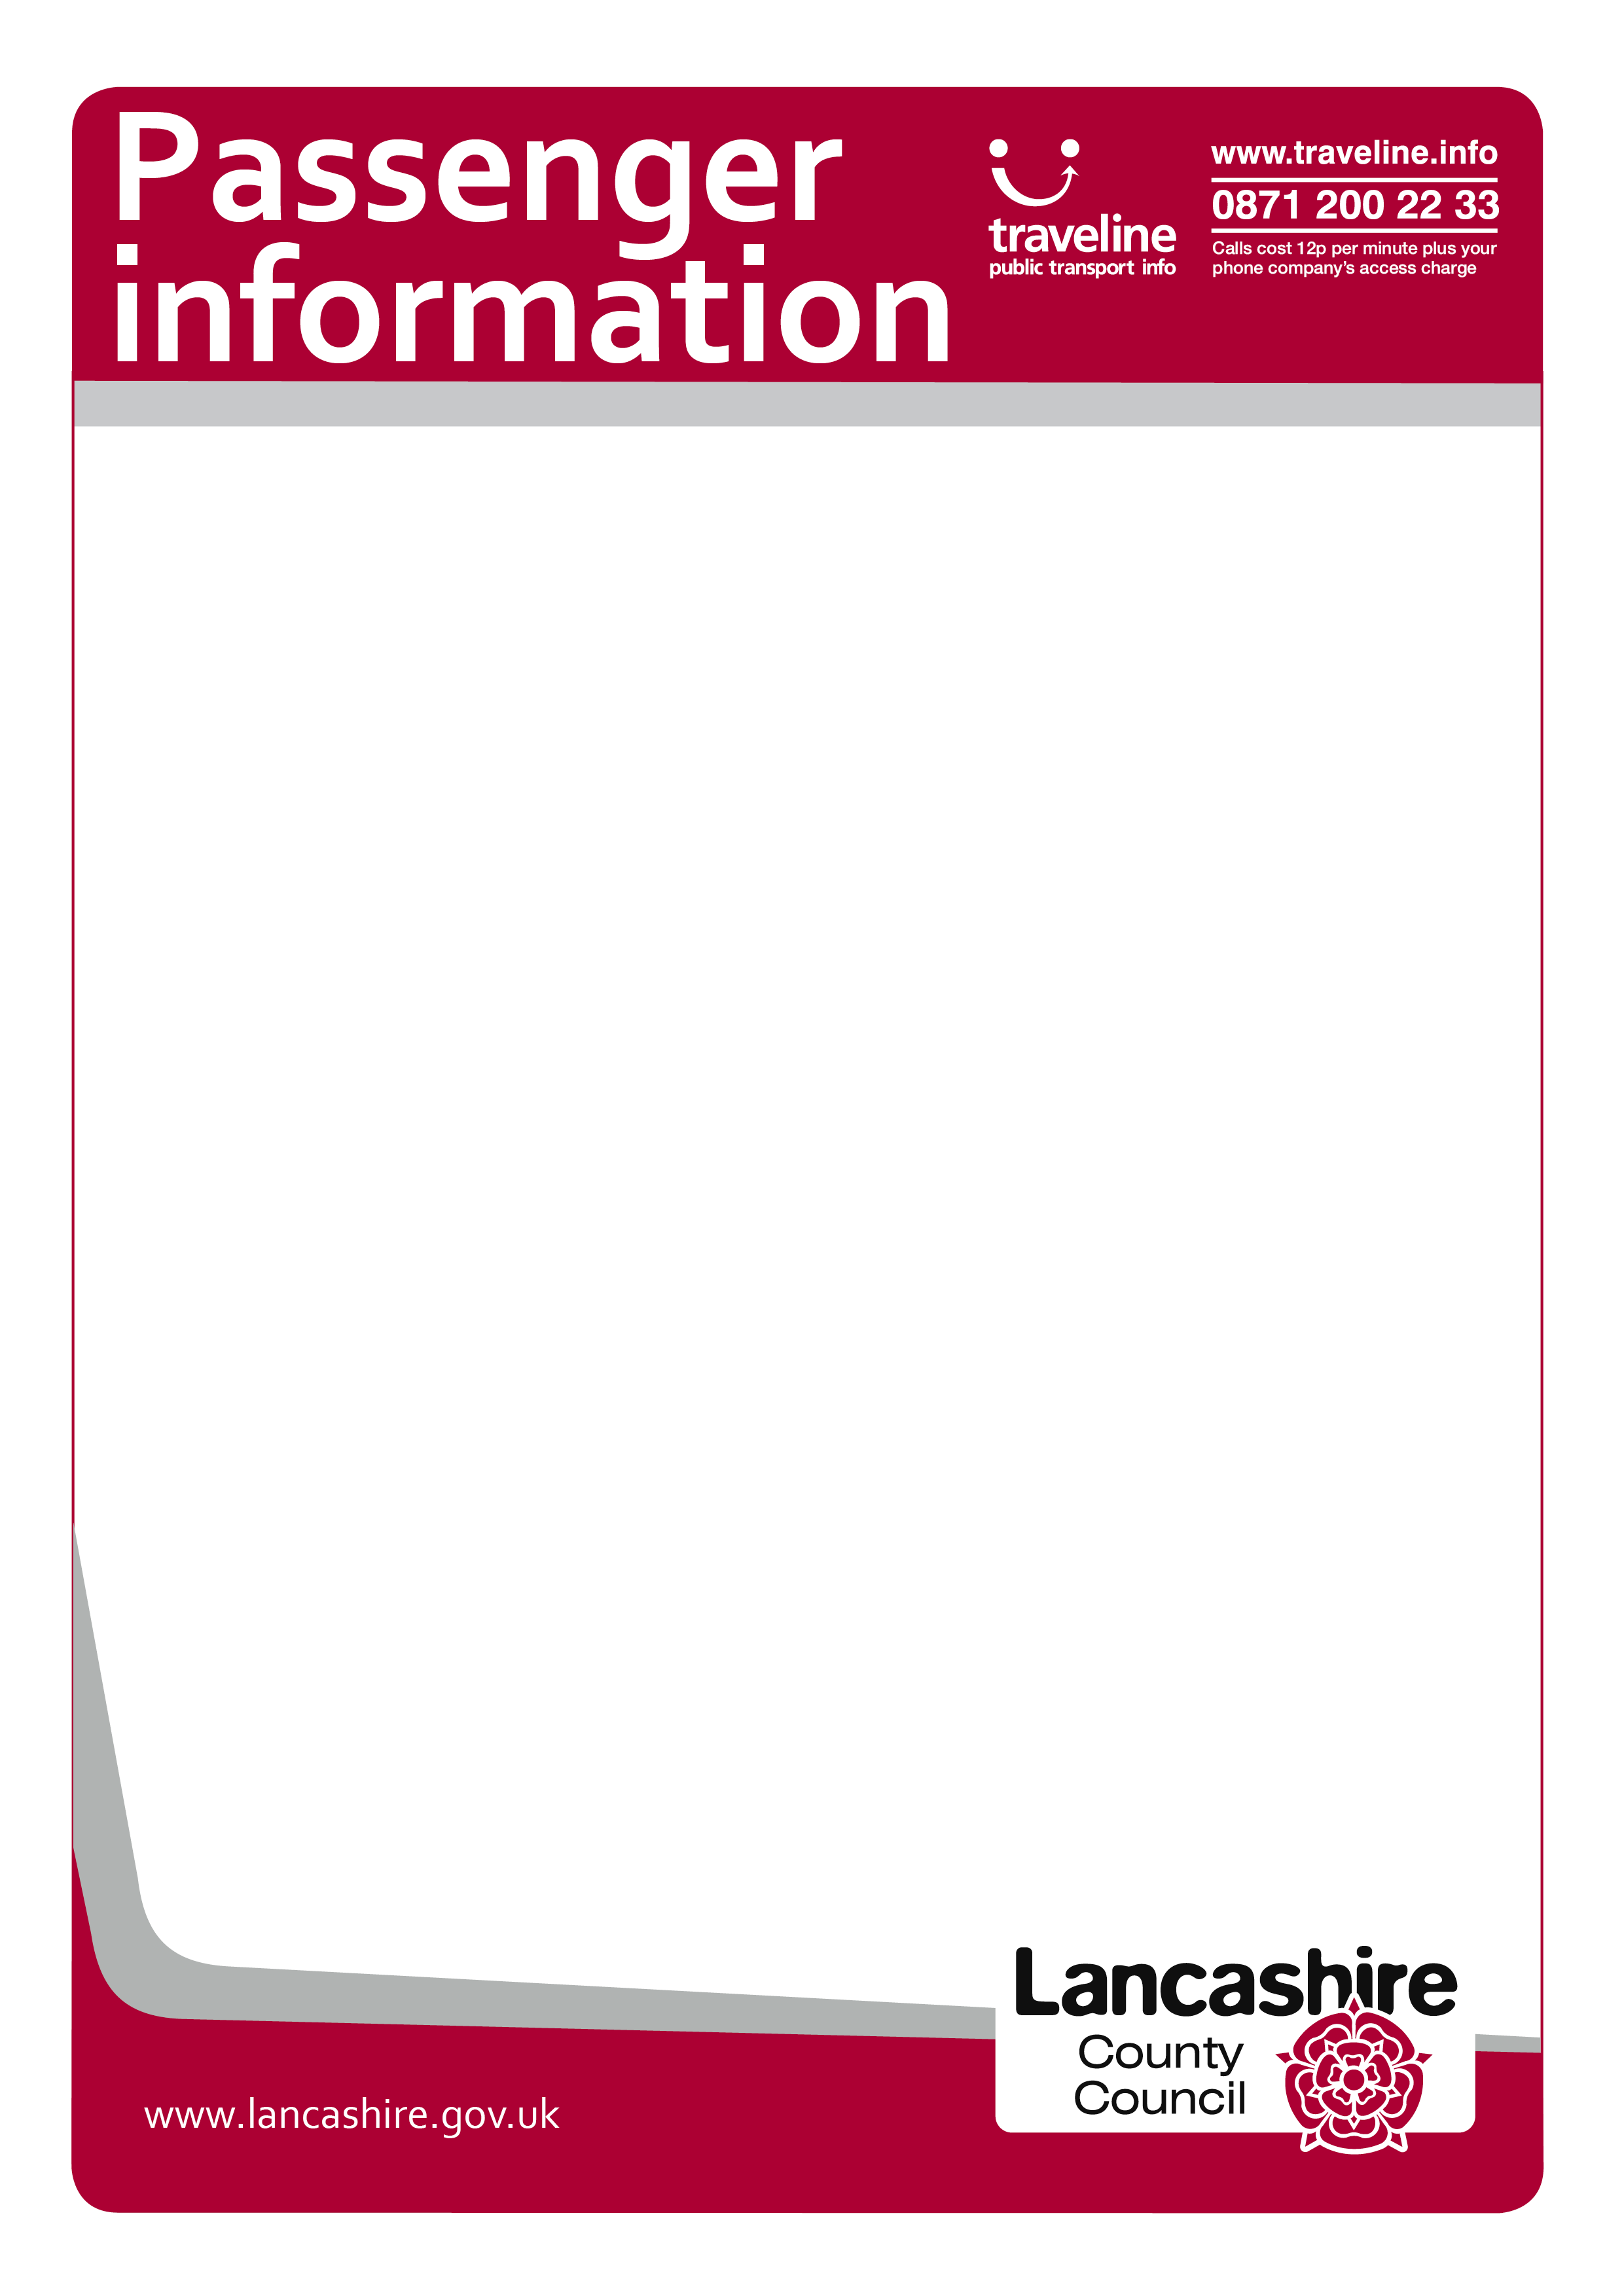 Passenger
information
traveline
public transport info
www.traveline.info
0871 200 22 33
Calls cost 12p per minute plus your
phone company's access charge
Lancashire
County
Council
www.lancashire.gov.uk